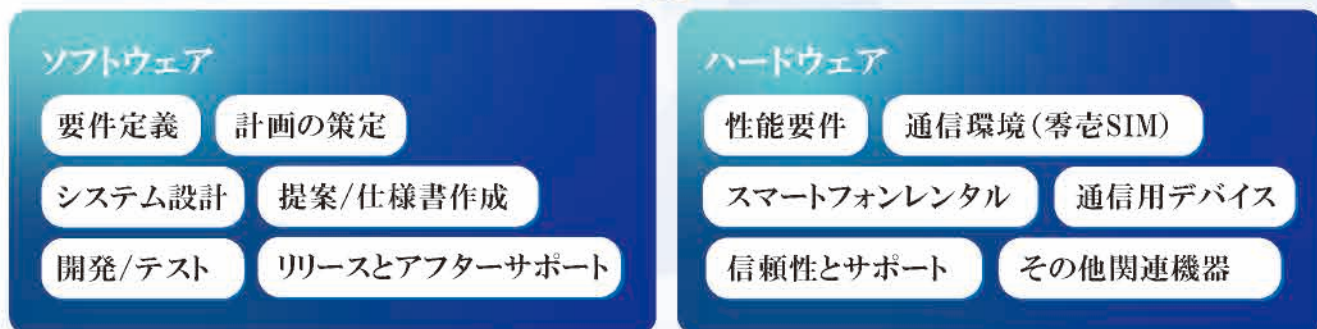 ソフトウェア
要件定義 計画の策定
システム設計 提案/仕様書作成
開発/テスト リリースとアフターサポート
ハードウェア
性能要件 通信環境(零壱SIM)
スマートフォンレンタル 通信用デバイス
信頼性とサポート その他関連機器